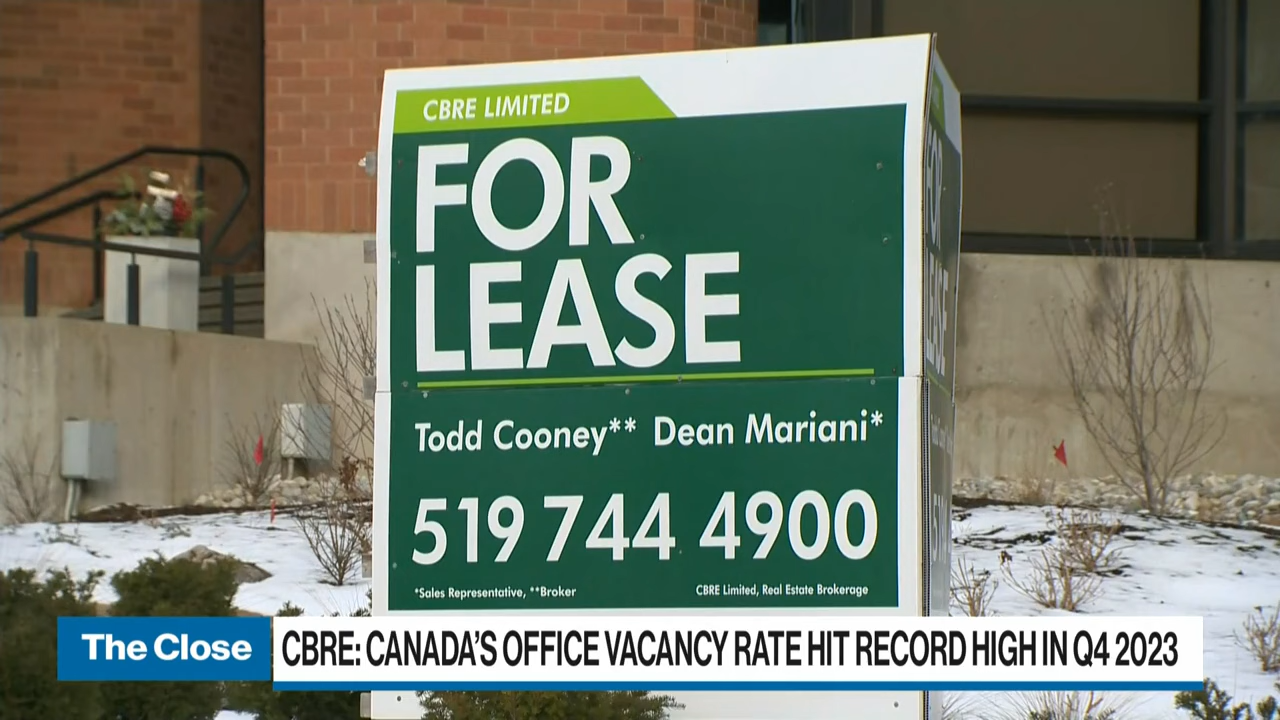 CBRE LIMITED
FOR
LEASE
Todd Cooney** Dean Mariani*
519 744 4900
*Sales Representative, **Broker
CBRE Limited, Real Estate Brokerage
The Close
CBRE: CANADA'S OFFICE VACANCY RATE HIT RECORD HIGH IN Q4 2023